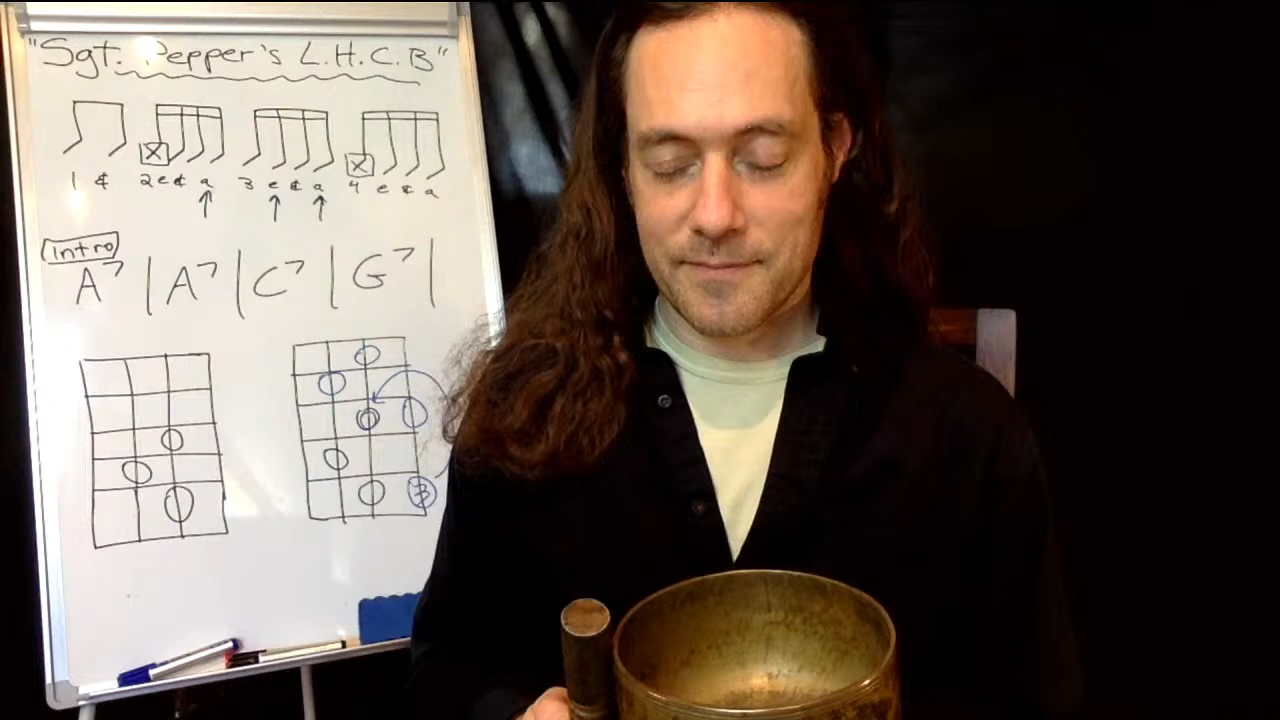 "Sgt. Pepper's L.H.C.B"
1 & 2 e & a 3 e & a 4 e & a
Intro
A7 | A7 | C7 | G7 |
3